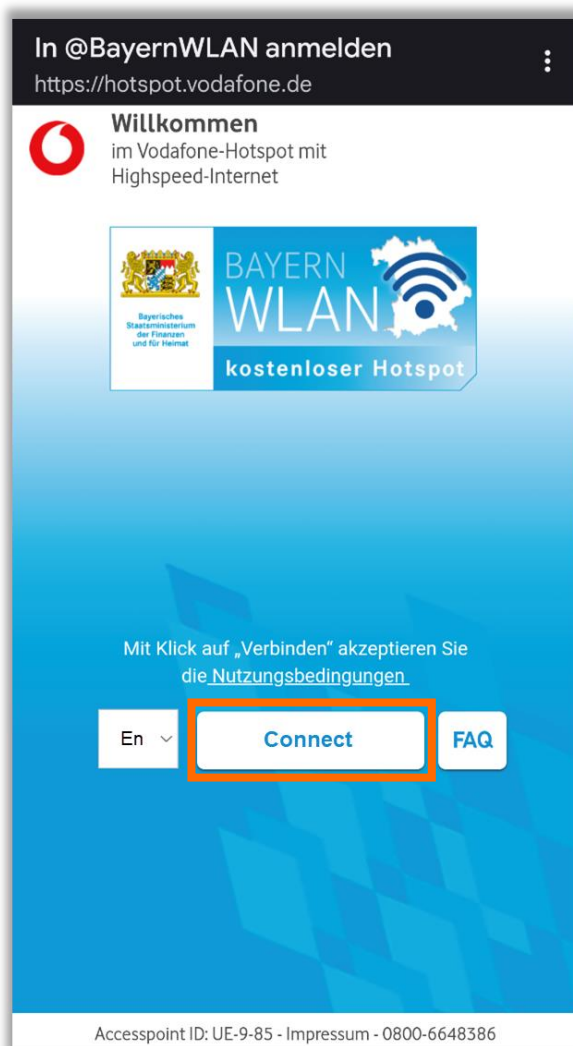 In @BayernWLAN anmelden
https://hotspot.vodafone.de
Willkommen
im Vodafone-Hotspot mit
Highspeed-Internet
Bayerisches
Staatsministerium
der Finanzen
und für Heimat
BAYERN
WLAN
kostenloser Hotspot
Mit Klick auf „Verbinden“ akzeptieren Sie
die Nutzungsbedingungen
En
Connect
FAQ
Accesspoint ID: UE-9-85 - Impressum - 0800-6648386